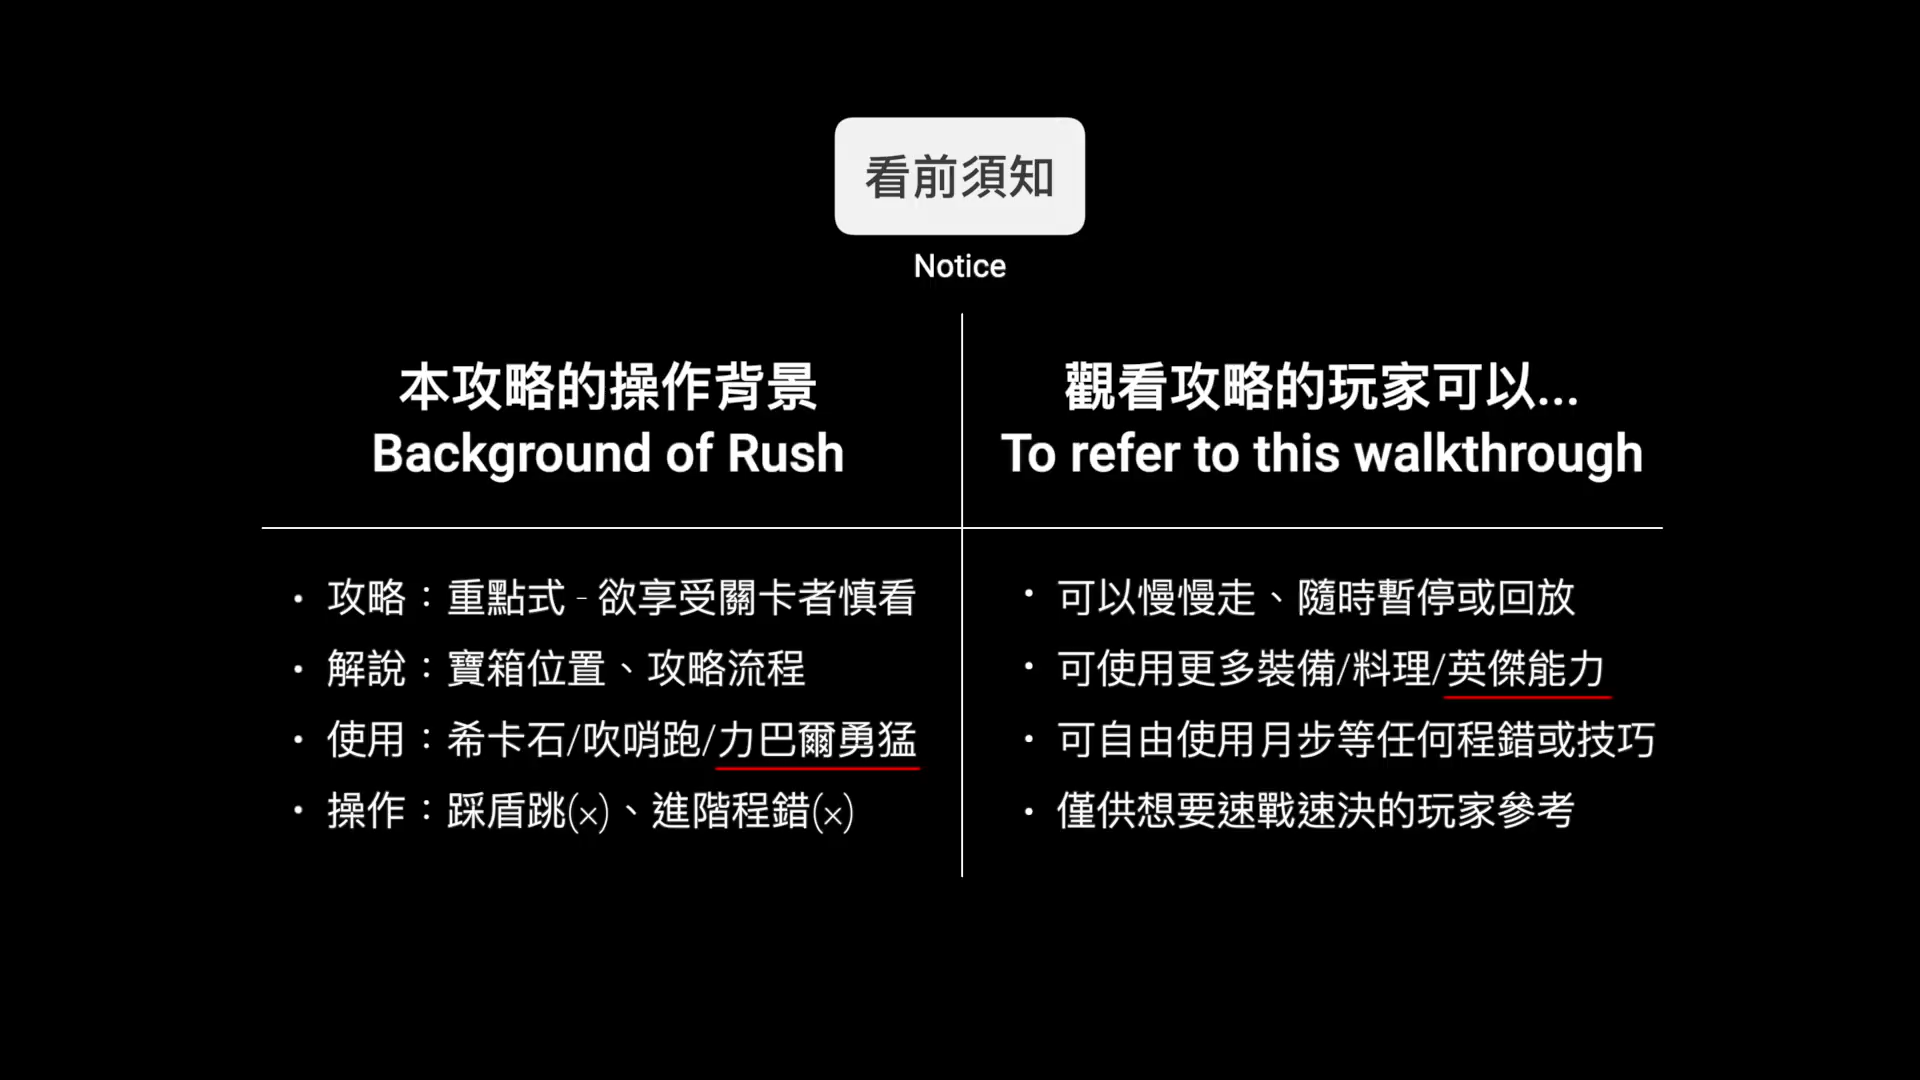 看前須知
Notice
本攻略的操作背景
Background of Rush
觀看攻略的玩家可以...
To refer to this walkthrough
• 攻略：重點式 - 欲享受關卡者慎看
• 解說：寶箱位置、攻略流程
• 使用：希卡石/吹哨跑/力巴爾勇猛
• 操作：踩盾跳(×)、進階程錯(×)
• 可以慢慢走、隨時暫停或回放
• 可使用更多裝備/料理/英傑能力
• 可自由使用月步等任何程錯或技巧
• 僅供想要速戰速決的玩家參考